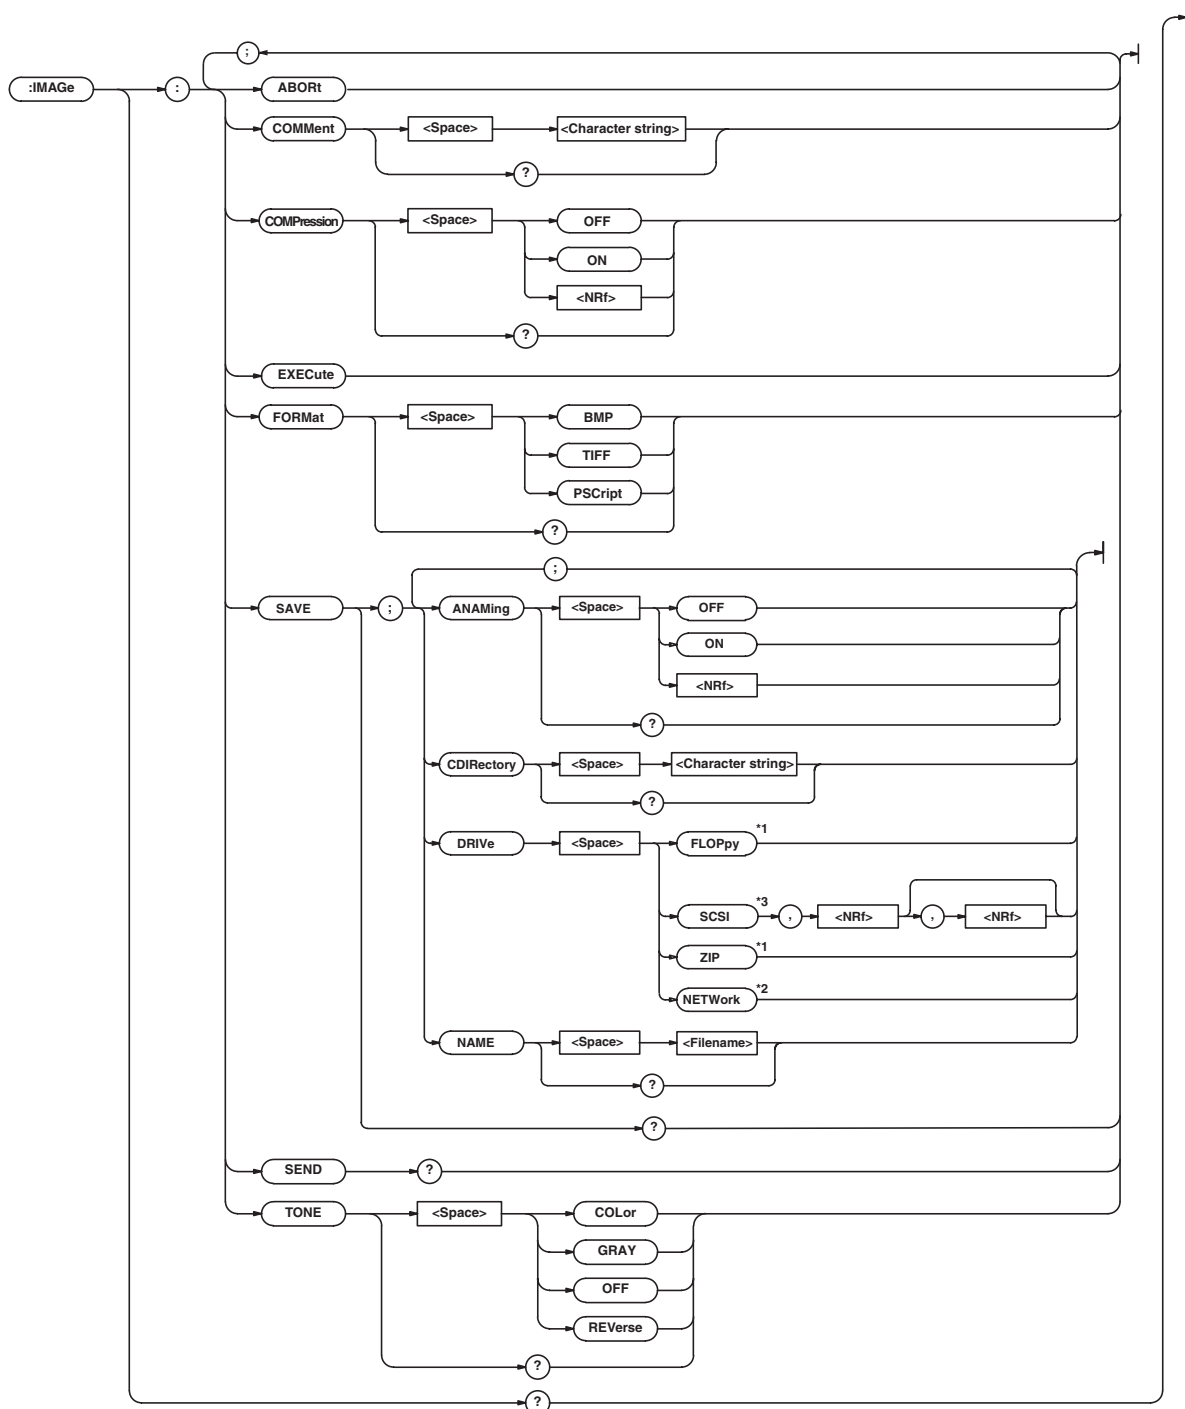 ;
:IMAGe : ABORt
COMMent <Space> <Character string>
?
COMPression <Space> OFF
ON
<NRf>
?
EXECute
FORMat <Space> BMP
TIFF
PSCript
?
;
SAVE ; ANAMing <Space> OFF
ON
<NRf>
?
CDIRectory <Space> <Character string>
?
DRIVe <Space> FLOPpy *1
SCSI *3 , <NRf> , <NRf>
ZIP *1
NETWork *2
NAME <Space> <Filename>
?
?
SEND ?
TONE <Space> COLor
GRAY
OFF
REVerse
?
?